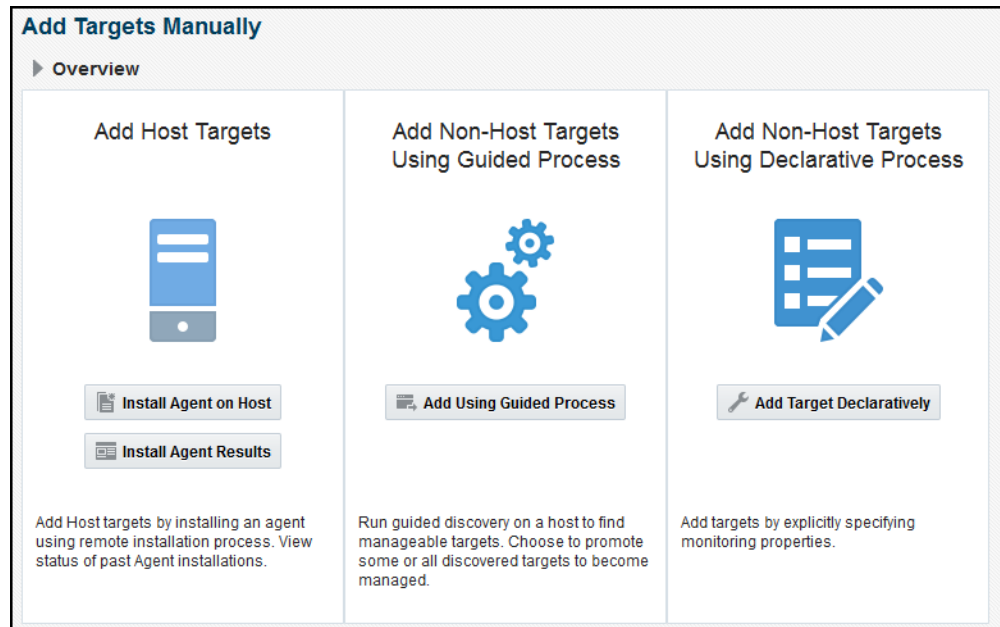 Add Targets Manually
Overview
Add Host Targets
Install Agent on Host
Install Agent Results
Add Host targets by installing an agent
using remote installation process. View
status of past Agent installations.
Add Non-Host Targets
Using Guided Process
Add Using Guided Process
Run guided discovery on a host to find
manageable targets. Choose to promote
some or all discovered targets to become
managed.
Add Non-Host Targets
Using Declarative Process
Add Target Declaratively
Add targets by explicitly specifying
monitoring properties.